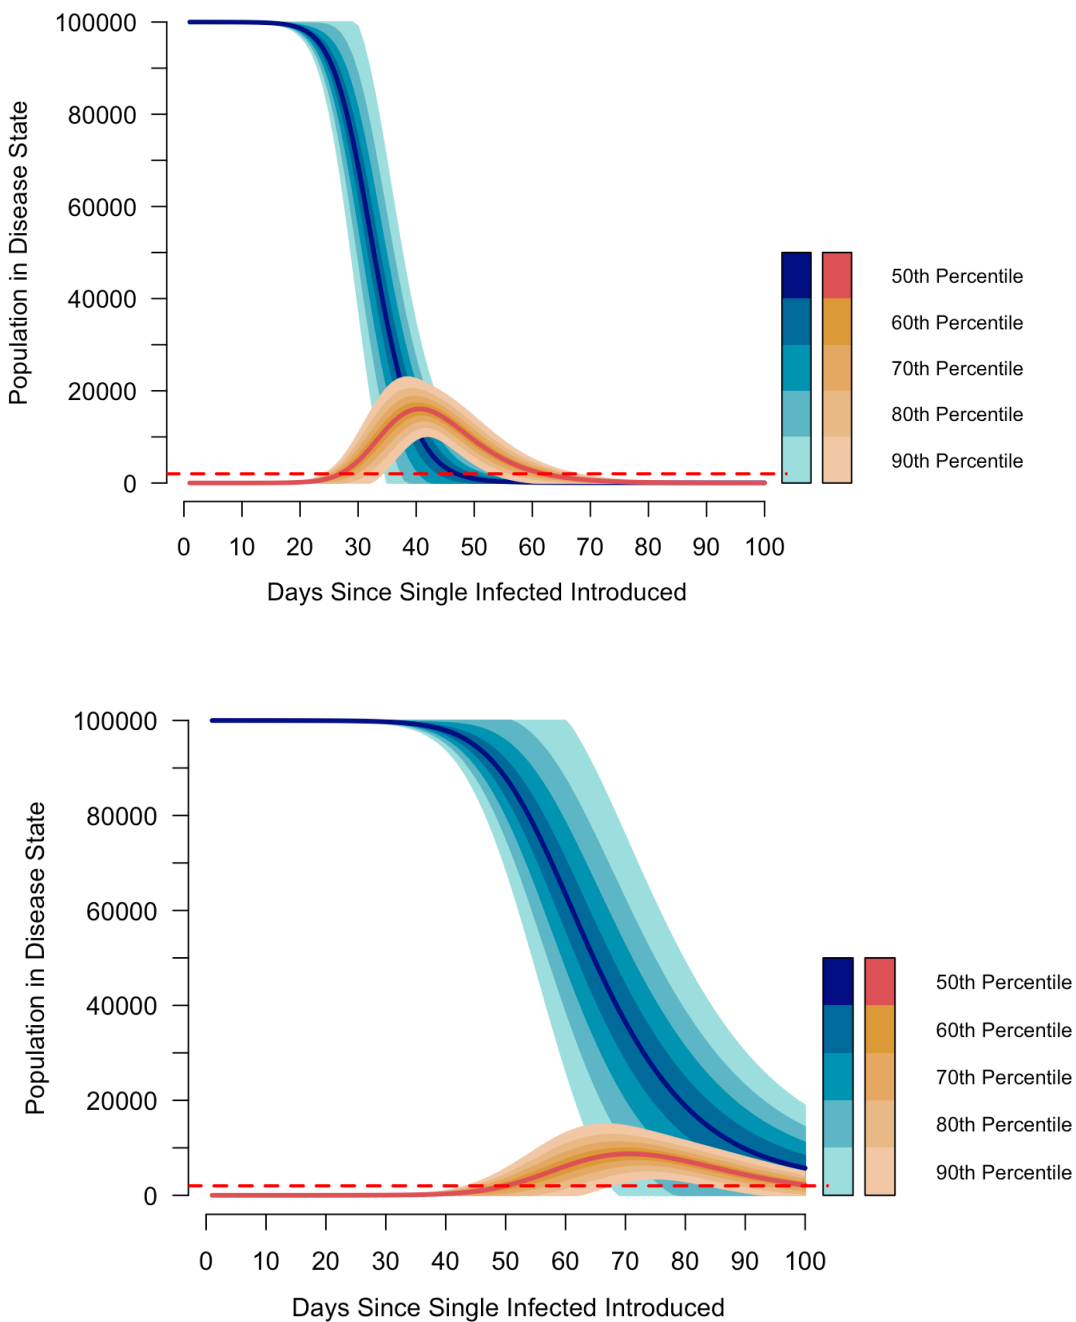 Population in Disease State
100000
80000
60000
40000
20000
0
0 10 20 30 40 50 60 70 80 90 100
Days Since Single Infected Introduced
50th Percentile
60th Percentile
70th Percentile
80th Percentile
90th Percentile
Population in Disease State
100000
80000
60000
40000
20000
0
0 10 20 30 40 50 60 70 80 90 100
Days Since Single Infected Introduced
50th Percentile
60th Percentile
70th Percentile
80th Percentile
90th Percentile